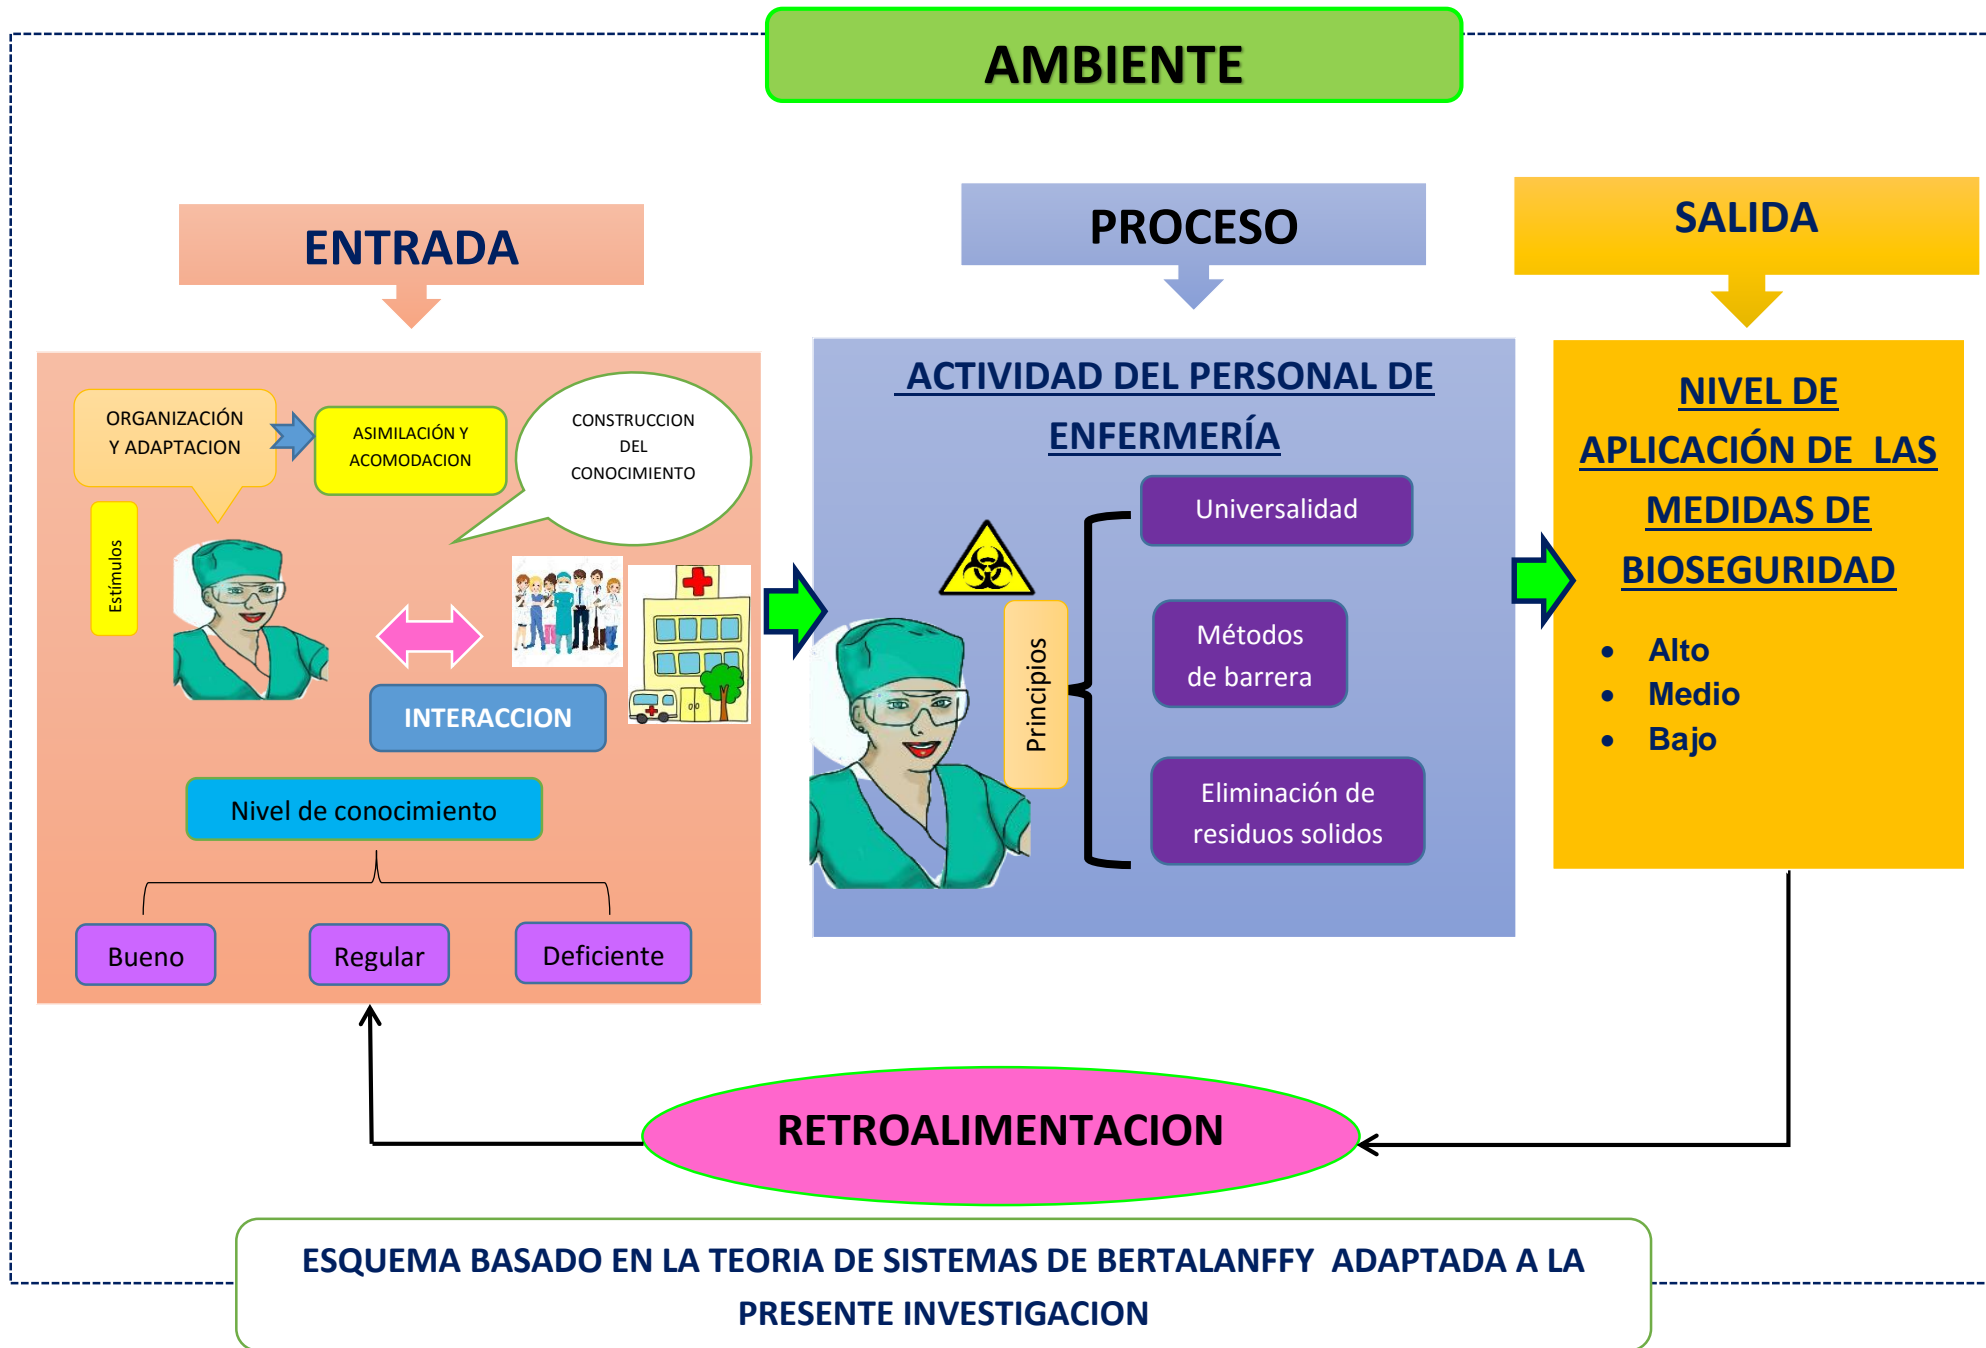 AMBIENTE
ENTRADA
PROCESO
SALIDA
ORGANIZACIÓN
Y ADAPTACION
ASIMILACIÓN Y
ACOMODACION
CONSTRUCCION
DEL
CONOCIMIENTO
Estímulos
INTERACCION
Nivel de conocimiento
Bueno
Regular
Deficiente
ACTIVIDAD DEL PERSONAL DE
ENFERMERÍA
Principios
Universalidad
Métodos
de barrera
Eliminación de
residuos solidos
NIVEL DE
APLICACIÓN DE  LAS
MEDIDAS DE
BIOSEGURIDAD
• Alto
• Medio
• Bajo
RETROALIMENTACION
ESQUEMA BASADO EN LA TEORIA DE SISTEMAS DE BERTALANFFY  ADAPTADA A LA
PRESENTE INVESTIGACION